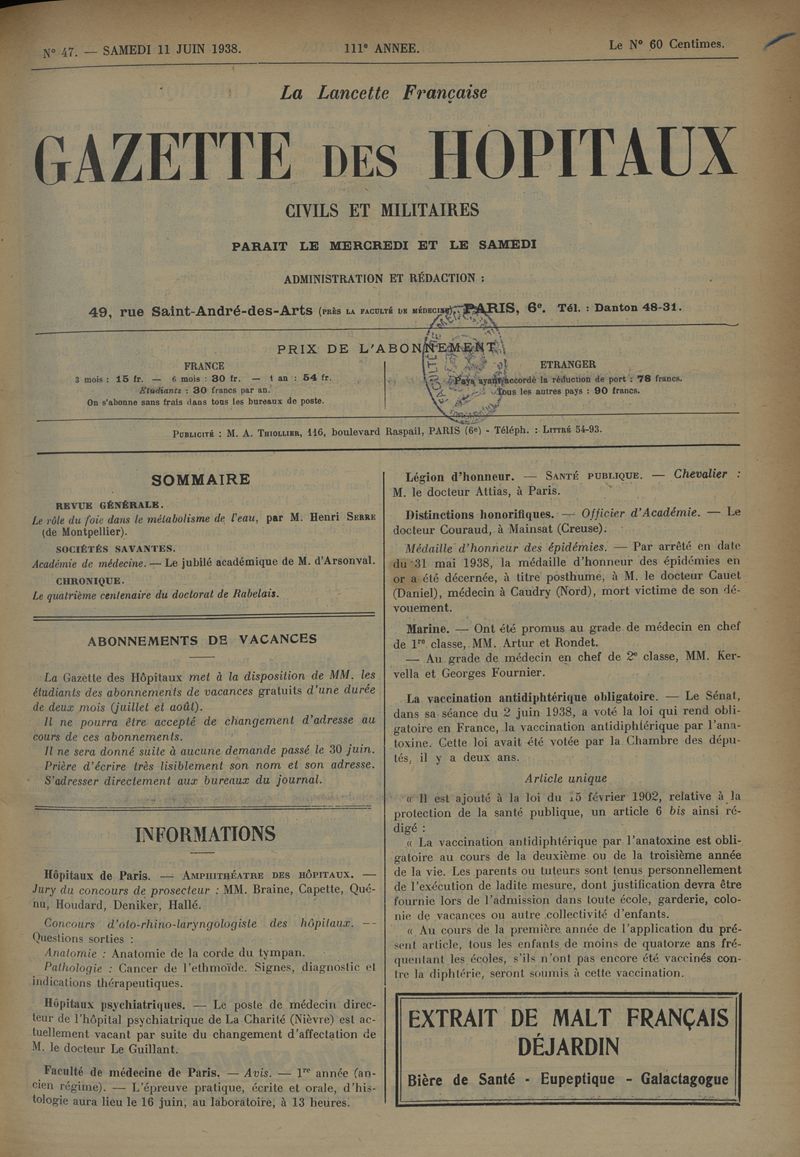 N° 47. — SAMEDI 11 JUIN 1938.
111e ANNEE.
Le N° 60 Centimes.
La Lancette Française
GAZETTE DES HOPITAUX
CIVILS ET MILITAIRES
PARAIT LE MERCREDI ET LE SAMEDI
ADMINISTRATION ET RÉDACTION :
49, rue Saint-André-des-Arts (PRÈS LA FACULTÉ DE MÉDECINE), PARIS, 6e. Tél. : Danton 48-31.
PRIX DE L'ABONNEMENT
FRANCE
3 mois : 15 fr. — 6 mois : 30 fr. — 1 an : 54 fr.
Etudiants : 30 francs par an.
On s'abonne sans frais dans tous les bureaux de poste.
ETRANGER
Pays ayant accordé la réduction de port : 78 francs.
Tous les autres pays : 90 francs.
PUBLICITÉ : M. A. THIOLLIER, 116, boulevard Raspail, PARIS (6e) - Téléph. : LITTRÉ 54-93.
SOMMAIRE
REVUE GÉNÉRALE.
Le rôle du foie dans le métabolisme de l'eau, par M. Henri SERRE
(de Montpellier).
SOCIÉTÉS SAVANTES.
Académie de médecine. — Le jubilé académique de M. d'Arsonval.
CHRONIQUE.
Le quatrième centenaire du doctorat de Rabelais.
ABONNEMENTS DE VACANCES
La Gazette des Hôpitaux met à la disposition de MM. les
étudiants des abonnements de vacances gratuits d'une durée
de deux mois (juillet et août).
Il ne pourra être accepté de changement d'adresse au
cours de ces abonnements.
Il ne sera donné suite à aucune demande passé le 30 juin.
Prière d'écrire très lisiblement son nom et son adresse.
S'adresser directement aux bureaux du journal.
INFORMATIONS
Hôpitaux de Paris. — AMPHITHÉATRE DES HÔPITAUX. —
Jury du concours de prosecteur : MM. Braine, Capette, Qué-
nu, Houdard, Deniker, Hallé.
Concours d'oto-rhino-laryngologiste des hôpitaux. —
Questions sorties :
Anatomie : Anatomie de la corde du tympan.
Pathologie : Cancer de l'ethmoïde. Signes, diagnostic et
indications thérapeutiques.
Hôpitaux psychiatriques. — Le poste de médecin direc-
teur de l'hôpital psychiatrique de La Charité (Nièvre) est ac-
tuellement vacant par suite du changement d'affectation de
M. le docteur Le Guillant.
Faculté de médecine de Paris. — Avis. — 1re année (an-
cien régime). — L'épreuve pratique, écrite et orale, d'his-
tologie aura lieu le 16 juin, au laboratoire, à 13 heures.
Légion d'honneur. — SANTÉ PUBLIQUE. — Chevalier :
M. le docteur Attias, à Paris.
Distinctions honorifiques. — Officier d'Académie. — Le
docteur Couraud, à Mainsat (Creuse).
Médaille d'honneur des épidémies. — Par arrêté en date
du 31 mai 1938, la médaille d'honneur des épidémies en
or a été décernée, à titre posthume, à M. le docteur Cauet
(Daniel), médecin à Caudry (Nord), mort victime de son dé-
vouement.
Marine. — Ont été promus au grade de médecin en chef
de 1re classe, MM. Artur et Rondet.
— Au grade de médecin en chef de 2e classe, MM. Ker-
vella et Georges Fournier.
La vaccination antidiphtérique obligatoire. — Le Sénat,
dans sa séance du 2 juin 1938, a voté la loi qui rend obli-
gatoire en France, la vaccination antidiphtérique par l'ana-
toxine. Cette loi avait été votée par la Chambre des dépu-
tés, il y a deux ans.
Article unique
« Il est ajouté à la loi du 15 février 1902, relative à la
protection de la santé publique, un article 6 bis ainsi ré-
digé :
« La vaccination antidiphtérique par l'anatoxine est obli-
gatoire au cours de la deuxième ou de la troisième année
de la vie. Les parents ou tuteurs sont tenus personnellement
de l'exécution de ladite mesure, dont justification devra être
fournie lors de l'admission dans toute école, garderie, colo-
nie de vacances ou autre collectivité d'enfants.
« Au cours de la première année de l'application du pré-
sent article, tous les enfants de moins de quatorze ans fré-
quentant les écoles, s'ils n'ont pas encore été vaccinés con-
tre la diphtérie, seront soumis à cette vaccination.
EXTRAIT DE MALT FRANÇAIS
DÉJARDIN
Bière de Santé - Eupeptique - Galactagogue